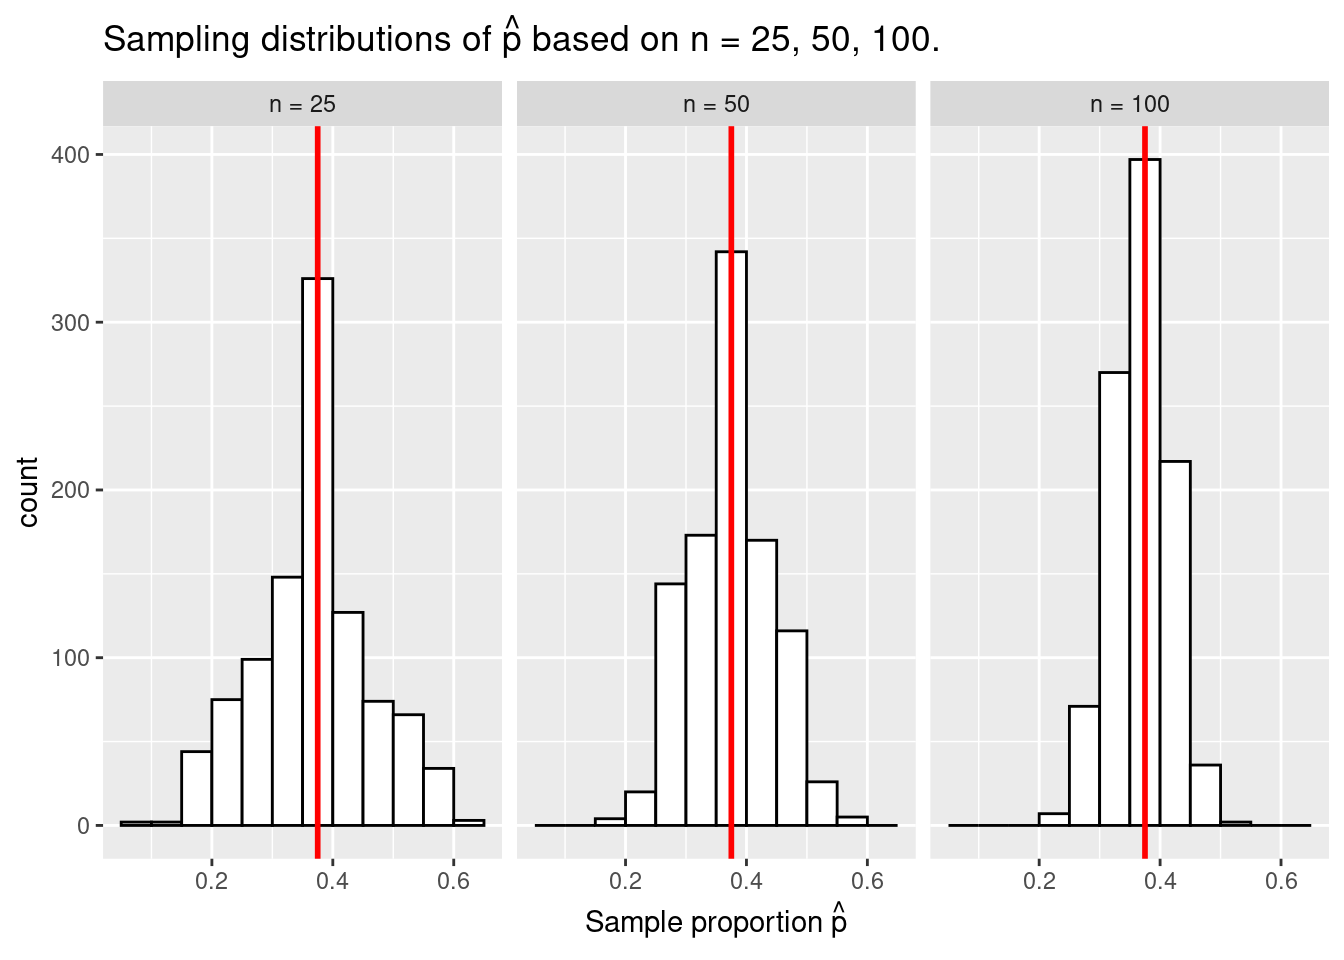 Sampling distributions of p̂ based on n = 25, 50, 100.
n = 25
n = 50
n = 100
400
300
200
100
0
count
0.2 0.4 0.6
0.2 0.4 0.6
0.2 0.4 0.6
Sample proportion p̂